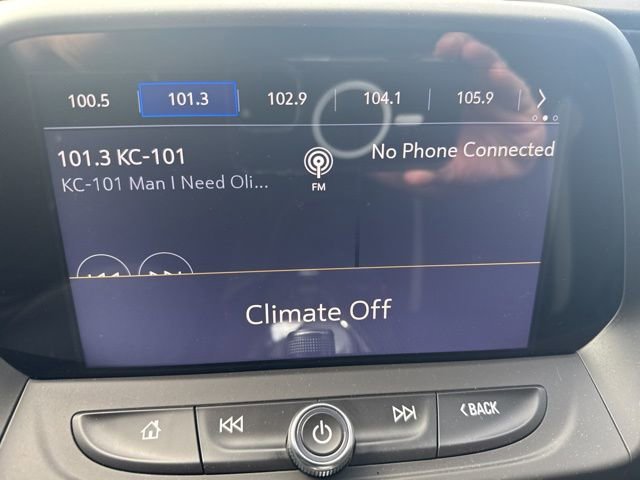 100.5 101.3 102.9 104.1 105.9
101.3 KC-101
KC-101 Man I Need Oli...
FM
No Phone Connected
Climate Off
BACK